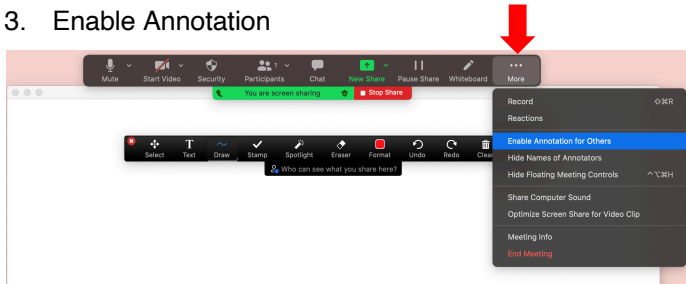 3. Enable Annotation
Mute Start Video Security Participants 1 Chat New Share Pause Share Whiteboard More
You are screen sharing Stop Share
Record ⇧⌘R
Reactions
Enable Annotation for Others
Select Text Draw Stamp Spotlight Eraser Format Undo Redo Clear
Hide Names of Annotators
Who can see what you share here?
Hide Floating Meeting Controls ^⌥⌘H
Share Computer Sound
Optimize Screen Share for Video Clip
Meeting Info
End Meeting